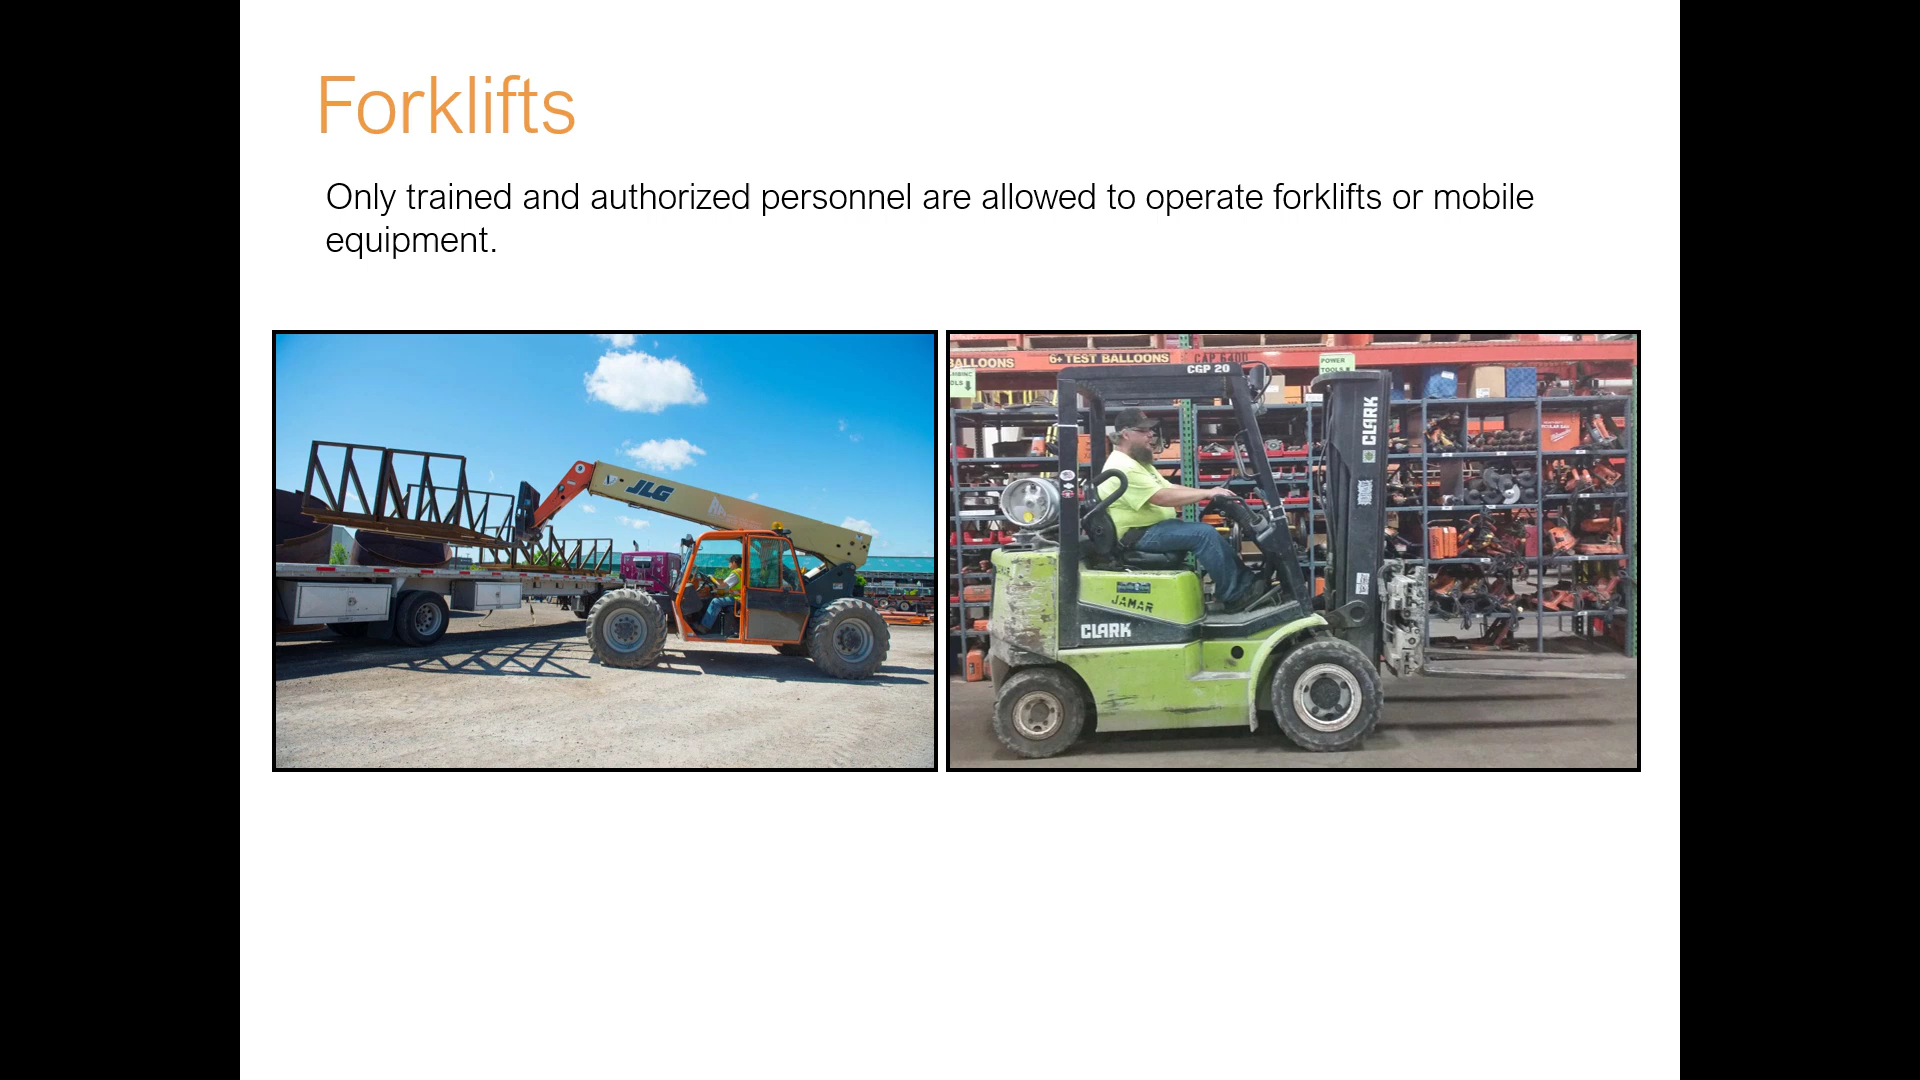 Forklifts
Only trained and authorized personnel are allowed to operate forklifts or mobile
equipment.
JLG
BALLOONS
6+ TEST BALLOONS
CAP 6400
POWER
TOOLS
CGP 20
CLARK
JAMAR
CLARK